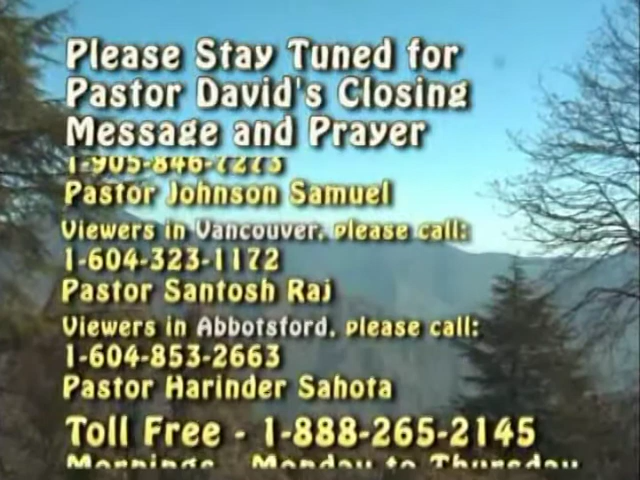 Please Stay Tuned for
Pastor David's Closing
Message and Prayer
1-905-846-7273
Pastor Johnson Samuel
Viewers in Vancouver, please call:
1-604-323-1172
Pastor Santosh Raj
Viewers in Abbotsford, please call:
1-604-853-2663
Pastor Harinder Sahota
Toll Free - 1-888-265-2145
Mornings - Monday to Thursday